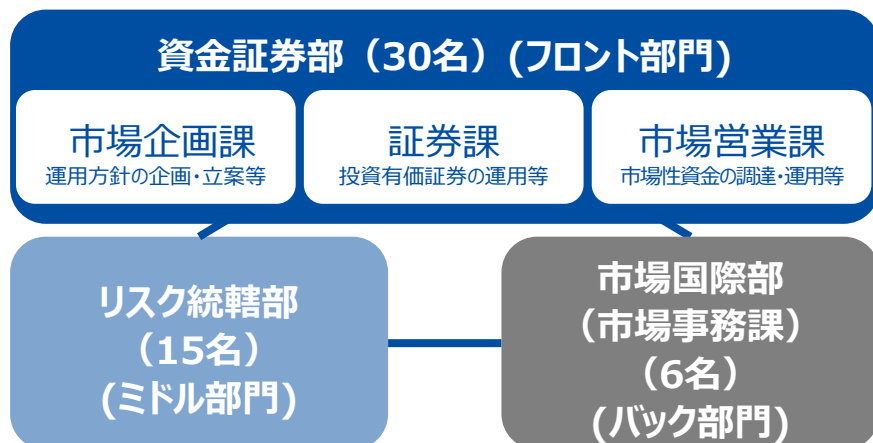 資金証券部（30名）(フロント部門)
市場企画課
運用方針の企画・立案等
証券課
投資有価証券の運用等
市場営業課
市場性資金の調達・運用等
リスク統轄部
（15名）
(ミドル部門)
市場国際部
（市場事務課）
（6名）
(バック部門)